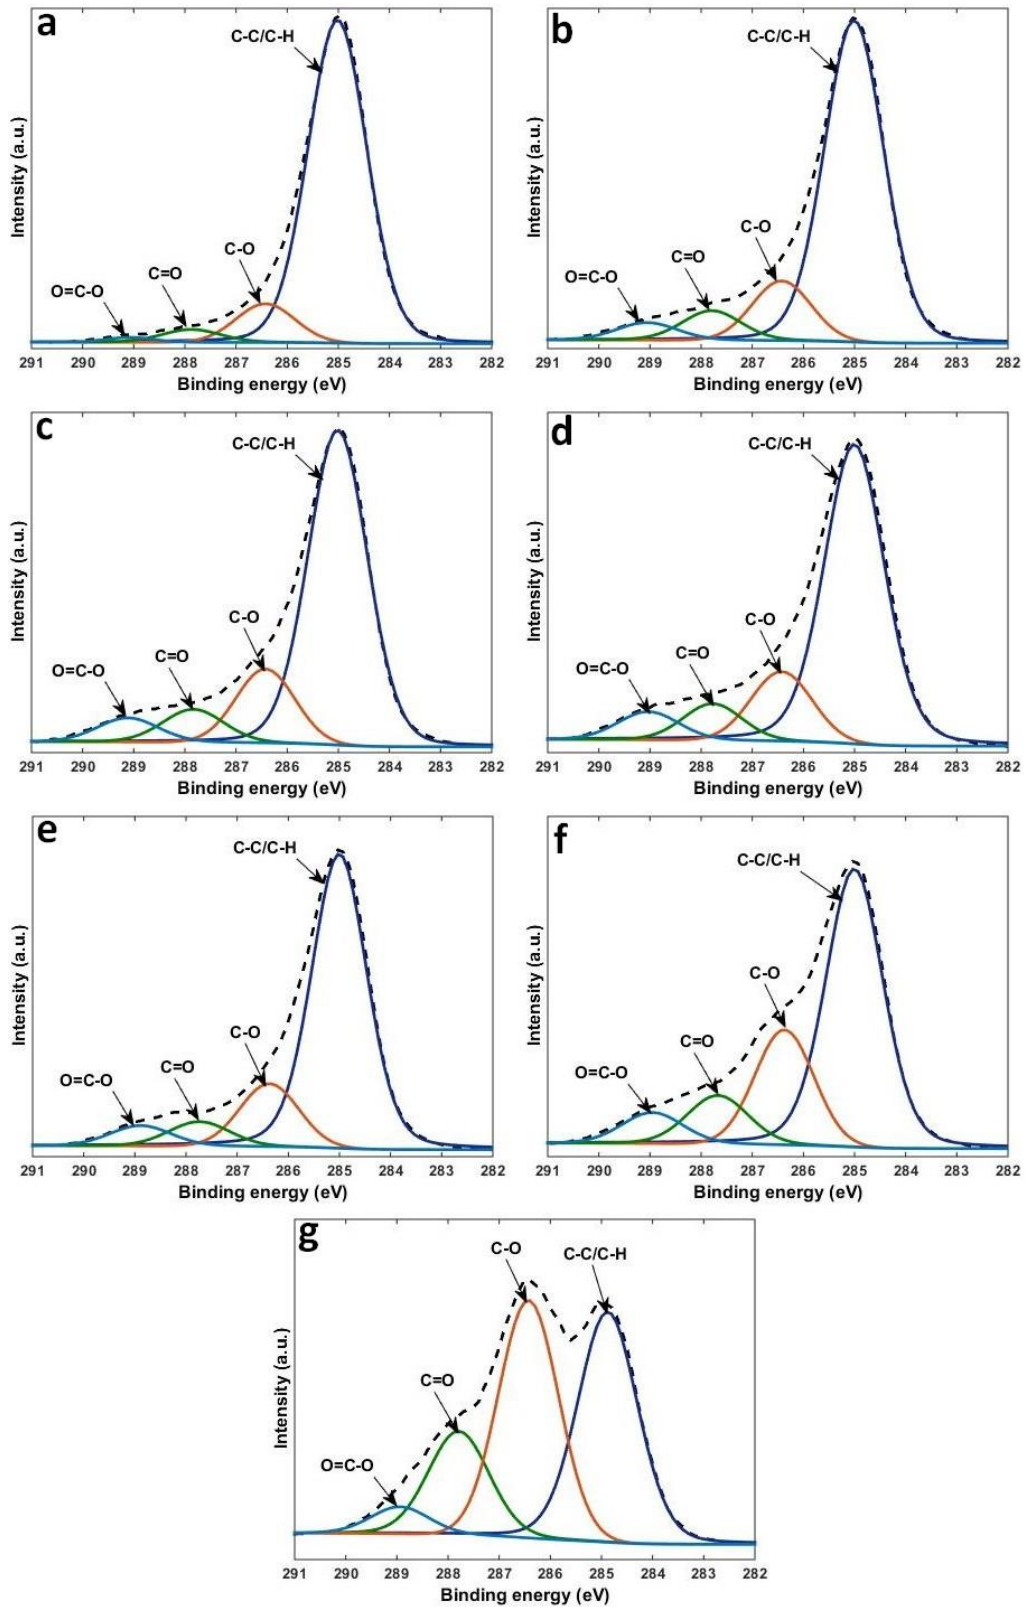 a
C-C/C-H
C-O
C=O
O=C-O
Intensity (a.u.)
291 290 289 288 287 286 285 284 283 282
Binding energy (eV)
b
C-C/C-H
C-O
C=O
O=C-O
Intensity (a.u.)
291 290 289 288 287 286 285 284 283 282
Binding energy (eV)
c
C-C/C-H
C-O
C=O
O=C-O
Intensity (a.u.)
291 290 289 288 287 286 285 284 283 282
Binding energy (eV)
d
C-C/C-H
C-O
C=O
O=C-O
Intensity (a.u.)
291 290 289 288 287 286 285 284 283 282
Binding energy (eV)
e
C-C/C-H
C-O
C=O
O=C-O
Intensity (a.u.)
291 290 289 288 287 286 285 284 283 282
Binding energy (eV)
f
C-C/C-H
C-O
C=O
O=C-O
Intensity (a.u.)
291 290 289 288 287 286 285 284 283 282
Binding energy (eV)
g
C-O
C-C/C-H
C=O
O=C-O
Intensity (a.u.)
291 290 289 288 287 286 285 284 283 282
Binding energy (eV)